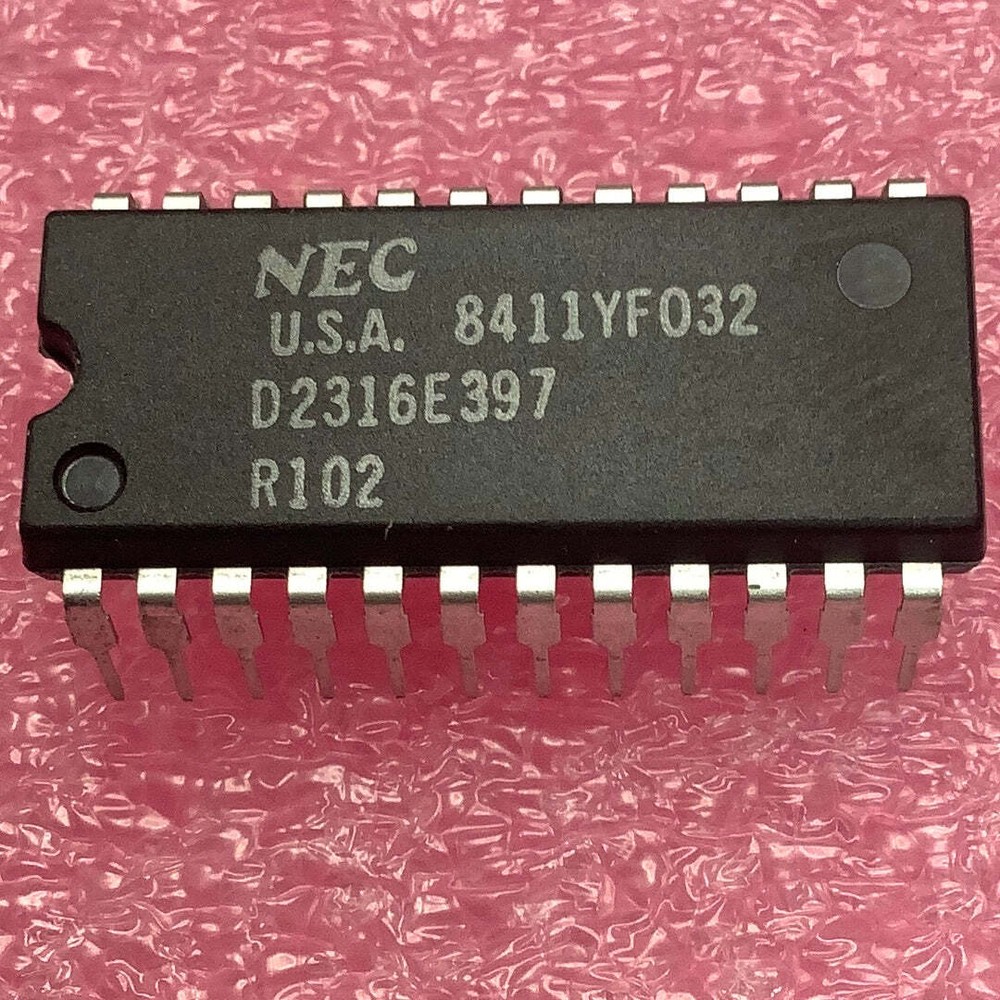 NEC
U.S.A. 8411YF032
D2316E397
R102